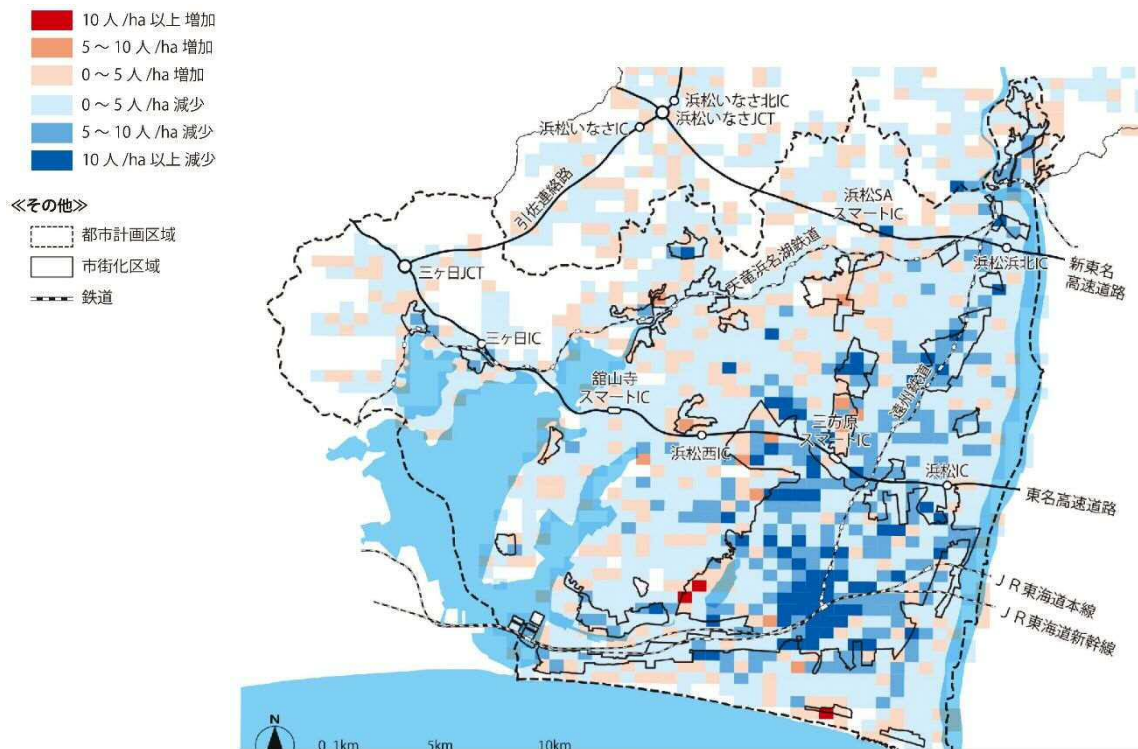 10人/ha以上 増加
5～10人/ha 増加
0～5人/ha 増加
0～5人/ha 減少
5～10人/ha 減少
10人/ha以上 減少
≪その他≫
都市計画区域
市街化区域
鉄道
浜松いなさ北IC
浜松いなさJCT
浜松いなさIC
引佐連絡路
浜松SA
スマートIC
三ヶ日JCT
天竜浜名湖鉄道
浜松浜北IC
新東名
高速道路
三ヶ日IC
舘山寺
スマートIC
遠州鉄道
三方原
スマートIC
浜松西IC
浜松IC
東名高速道路
JR東海道本線
JR東海道新幹線
N
0 1km 5km 10km